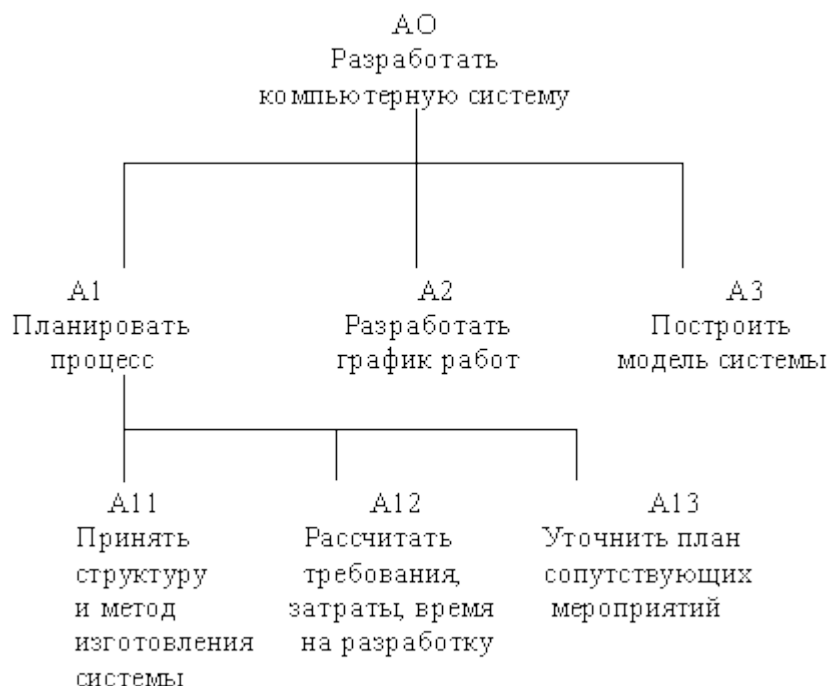 АО
Разработать
компьютерную систему
А1
Планировать
процесс
А2
Разработать
график работ
А3
Построить
модель системы
А11
Принять
структуру
и метод
изготовления
системы
А12
Рассчитать
требования,
затраты, время
на разработку
А13
Уточнить план
сопутствующих
мероприятий